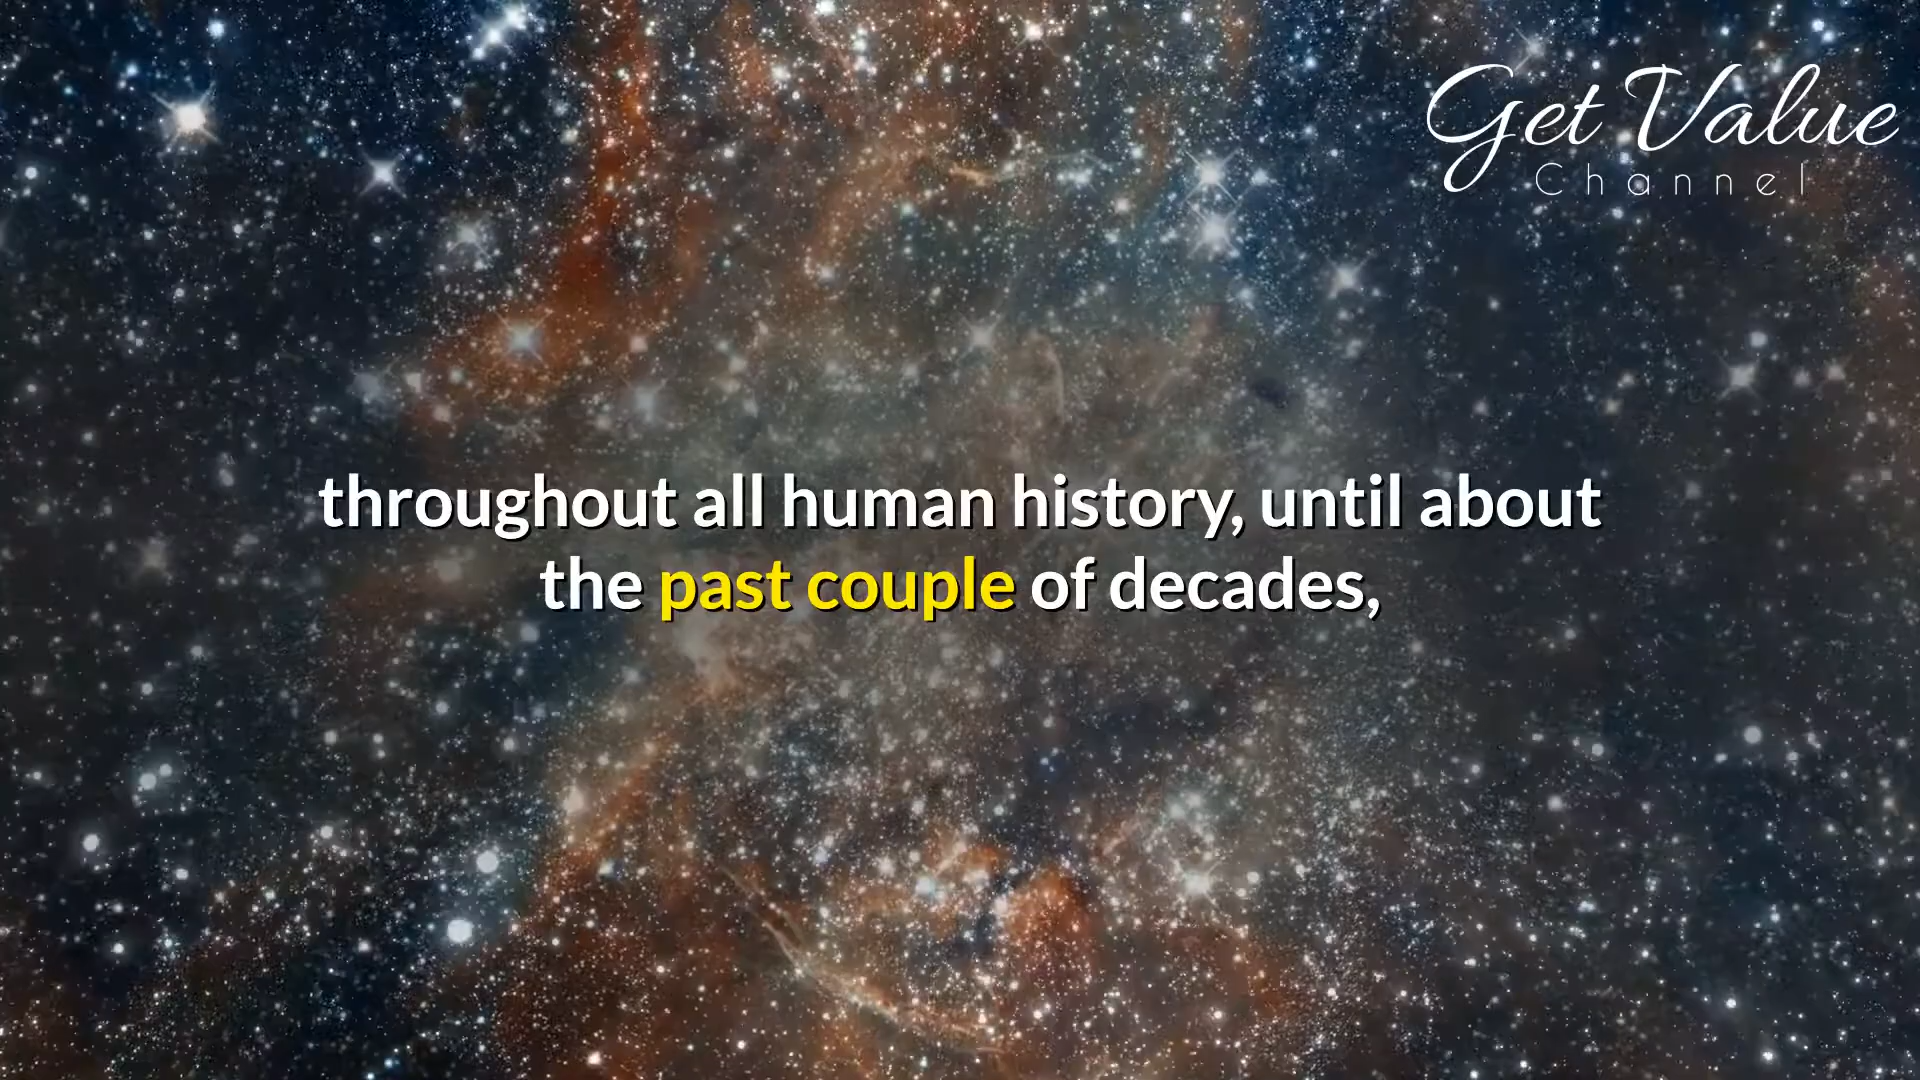 Get Value
Channel
throughout all human history, until about
the past couple of decades,